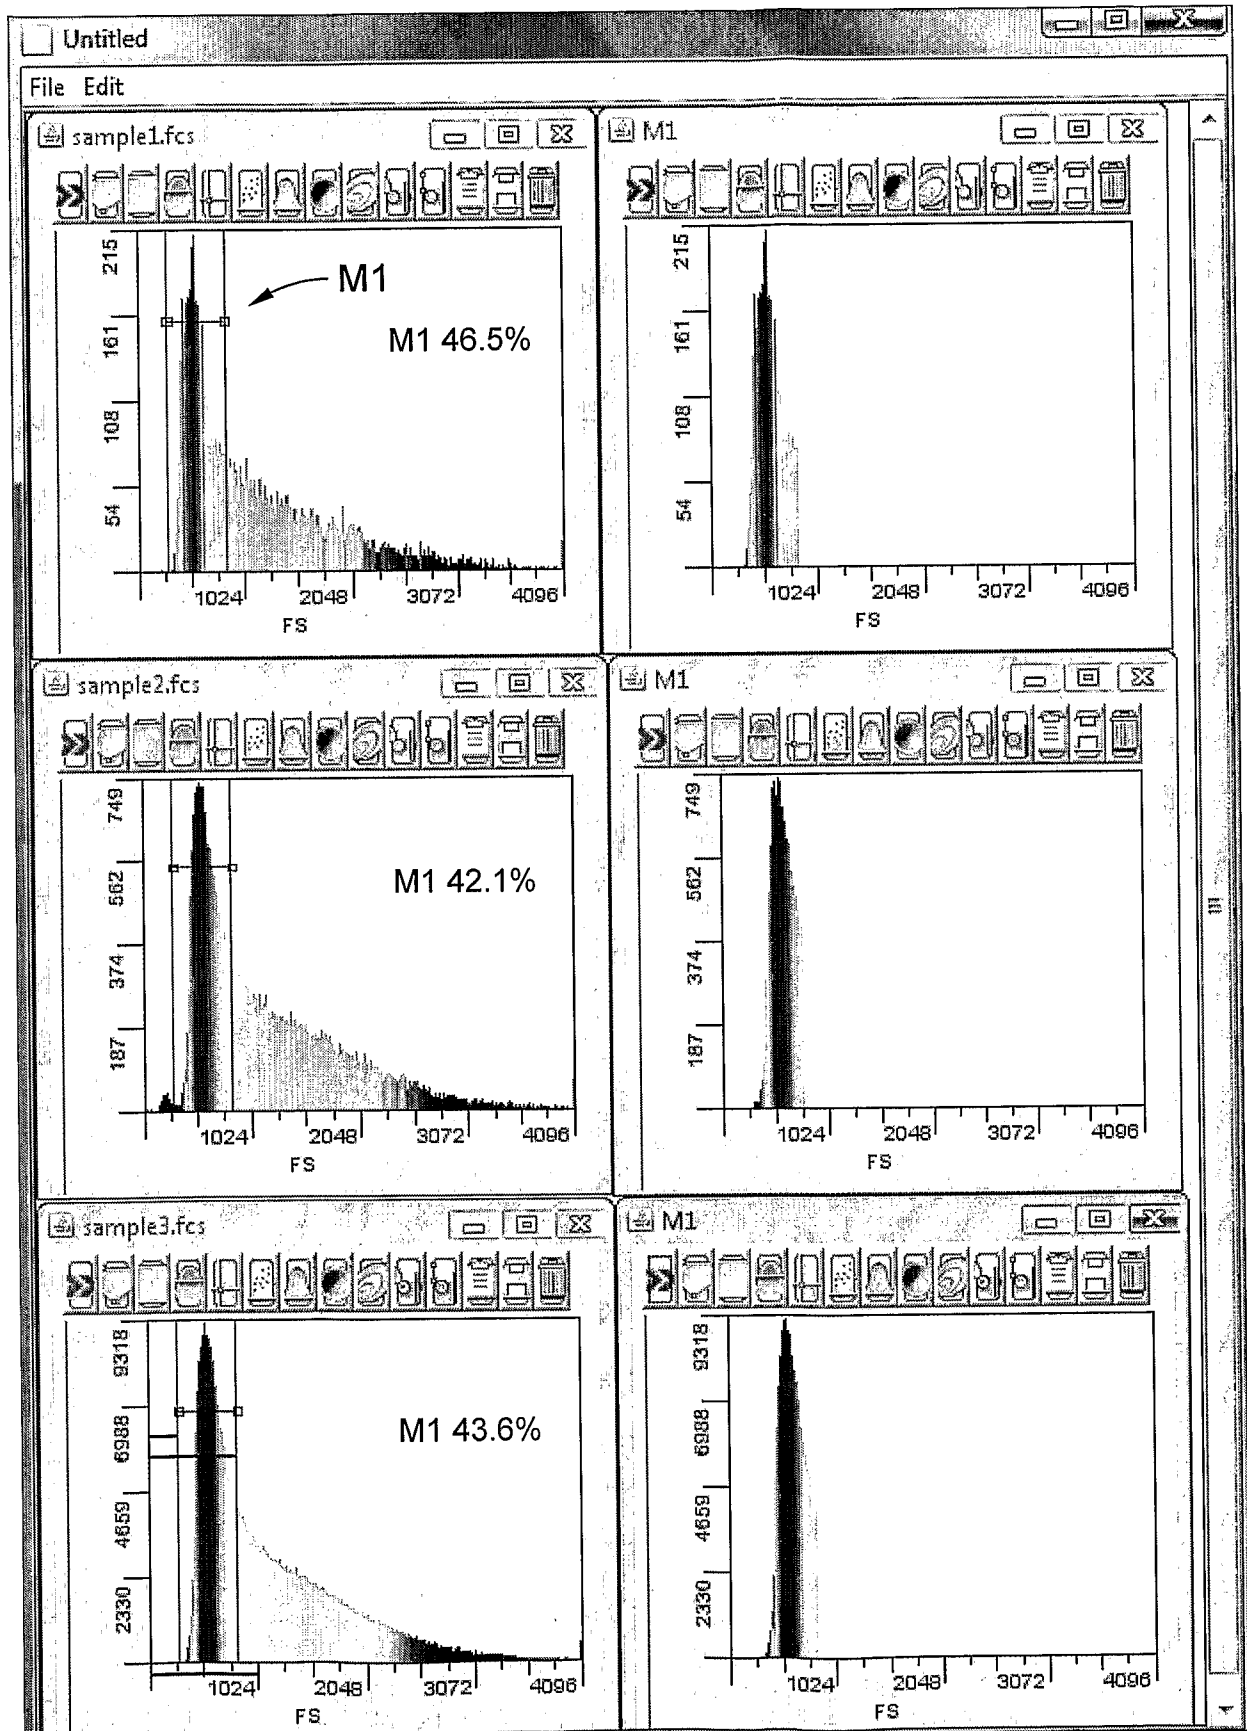 Untitled
File Edit
sample1.fcs
M1
215
161
108
54
M1
M1 46.5%
1024 2048 3072 4096
FS
215
161
108
54
1024 2048 3072 4096
FS
sample2.fcs
M1
749
562
374
187
M1 42.1%
1024 2048 3072 4096
FS
749
562
374
187
1024 2048 3072 4096
FS
sample3.fcs
M1
9318
6988
4659
2330
M1 43.6%
1024 2048 3072 4096
FS
9318
6988
4659
2330
1024 2048 3072 4096
FS